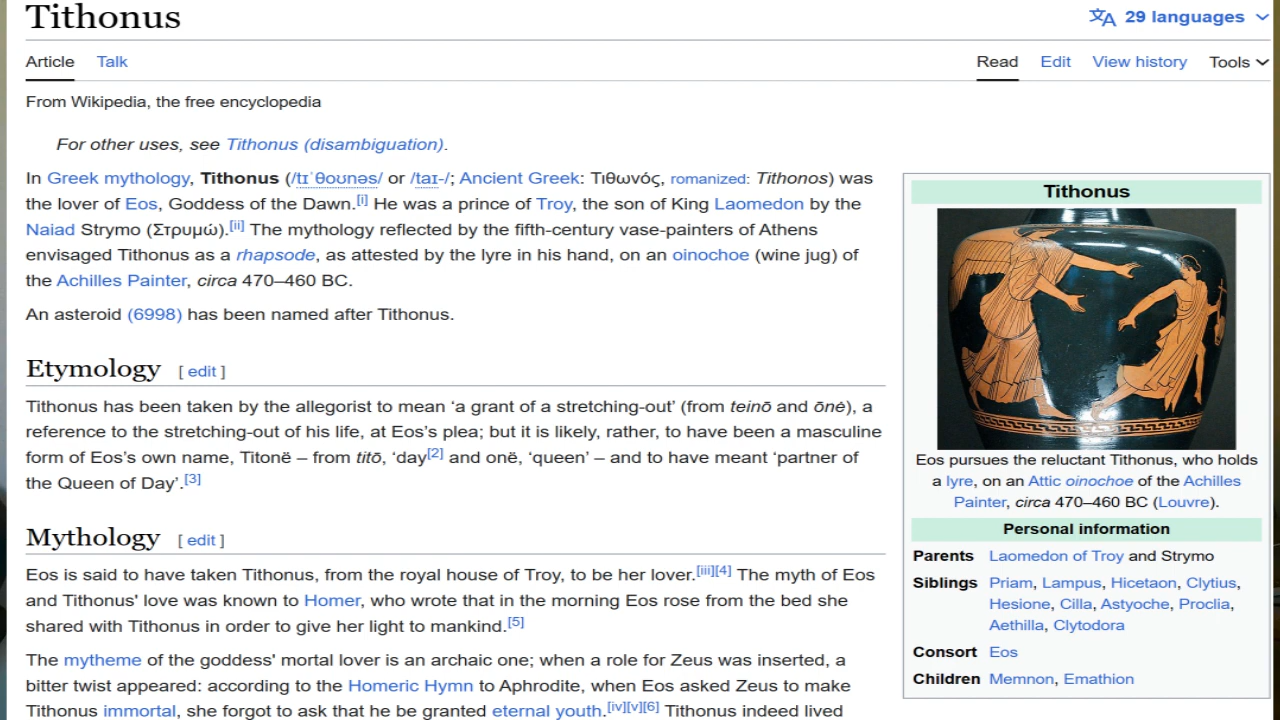 Tithonus
29 languages
Article Talk Read Edit View history Tools
From Wikipedia, the free encyclopedia
For other uses, see Tithonus (disambiguation).
In Greek mythology, Tithonus (/tɪˈθoʊnəs/ or /taɪ-/; Ancient Greek: Τιθωνός, romanized: Tithonos) was
the lover of Eos, Goddess of the Dawn.[i] He was a prince of Troy, the son of King Laomedon by the
Naiad Strymo (Στρυμώ).[ii] The mythology reflected by the fifth-century vase-painters of Athens
envisaged Tithonus as a rhapsode, as attested by the lyre in his hand, on an oinochoe (wine jug) of
the Achilles Painter, circa 470–460 BC.
An asteroid (6998) has been named after Tithonus.
Etymology [ edit ]
Tithonus has been taken by the allegorist to mean ‘a grant of a stretching-out’ (from teinō and ōnė), a
reference to the stretching-out of his life, at Eos’s plea; but it is likely, rather, to have been a masculine
form of Eos’s own name, Titonë – from titō, ‘day[2] and onë, ‘queen’ – and to have meant ‘partner of
the Queen of Day’.[3]
Mythology [ edit ]
Eos is said to have taken Tithonus, from the royal house of Troy, to be her lover.[iii][4] The myth of Eos
and Tithonus' love was known to Homer, who wrote that in the morning Eos rose from the bed she
shared with Tithonus in order to give her light to mankind.[5]
The mytheme of the goddess' mortal lover is an archaic one; when a role for Zeus was inserted, a
bitter twist appeared: according to the Homeric Hymn to Aphrodite, when Eos asked Zeus to make
Tithonus immortal, she forgot to ask that he be granted eternal youth.[iv][v][6] Tithonus indeed lived
Tithonus
Eos pursues the reluctant Tithonus, who holds
a lyre, on an Attic oinochoe of the Achilles
Painter, circa 470–460 BC (Louvre).
Personal information
Parents Laomedon of Troy and Strymo
Siblings Priam, Lampus, Hicetaon, Clytius,
Hesione, Cilla, Astyoche, Proclia,
Aethilla, Clytodora
Consort Eos
Children Memnon, Emathion